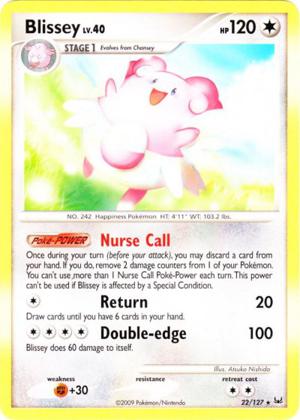 Blissey LV.40 HP 120
STAGE 1 Evolves from Chansey
NO. 242 Happiness Pokémon HT: 4'11" WT: 103.2 lbs.
Poké-POWER Nurse Call
Once during your turn (before your attack), you may discard a card
from your hand. If you do, remove 2 damage counters from 1 of your Pokémon.
You can't use more than 1 Nurse Call Poké-Power each turn. This power
can't be used if Blissey is affected by a Special Condition.
Return 20
Draw cards until you have 6 cards in your hand.
Double-edge 100
Blissey does 60 damage to itself.
Illus. Atsuko Nishida
weakness resistance retreat cost
+30
©2009 Pokémon/Nintendo 22/127 ★